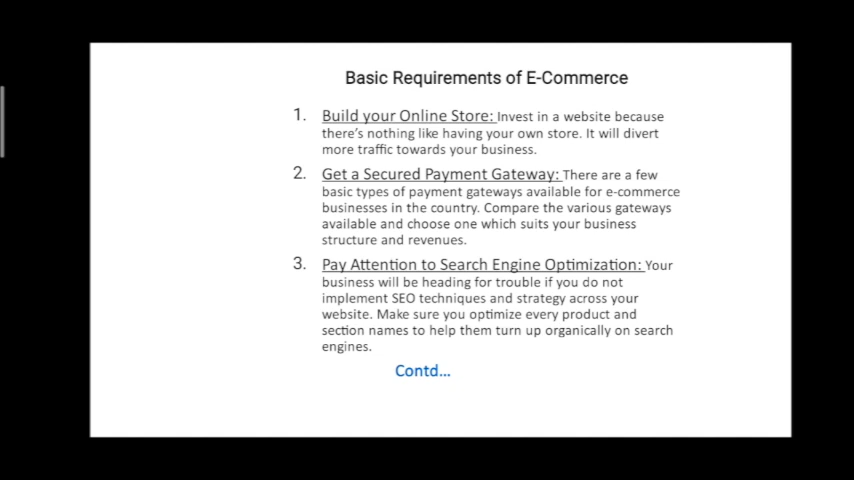 Basic Requirements of E-Commerce
1. Build your Online Store: Invest in a website because
there's nothing like having your own store. It will divert
more traffic towards your business.
2. Get a Secured Payment Gateway: There are a few
basic types of payment gateways available for e-commerce
businesses in the country. Compare the various gateways
available and choose one which suits your business
structure and revenues.
3. Pay Attention to Search Engine Optimization: Your
business will be heading for trouble if you do not
implement SEO techniques and strategy across your
website. Make sure you optimize every product and
section names to help them turn up organically on search
engines.
Contd...